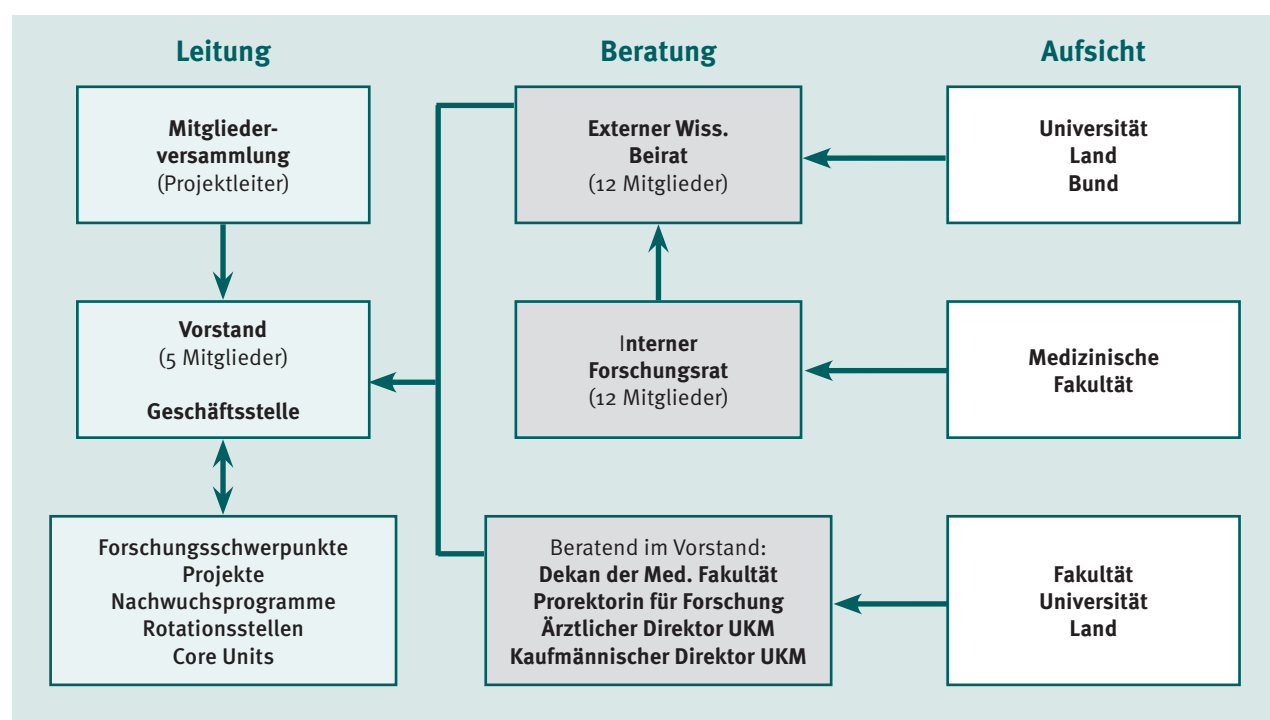 Leitung
Mitglieder-
versammlung
(Projektleiter)
Vorstand
(5 Mitglieder)
Geschäftsstelle
Forschungsschwerpunkte
Projekte
Nachwuchsprogramme
Rotationsstellen
Core Units
Beratung
Externer Wiss.
Beirat
(12 Mitglieder)
Interner
Forschungsrat
(12 Mitglieder)
Beratend im Vorstand:
Dekan der Med. Fakultät
Prorektorin für Forschung
Ärztlicher Direktor UKM
Kaufmännischer Direktor UKM
Aufsicht
Universität
Land
Bund
Medizinische
Fakultät
Fakultät
Universität
Land